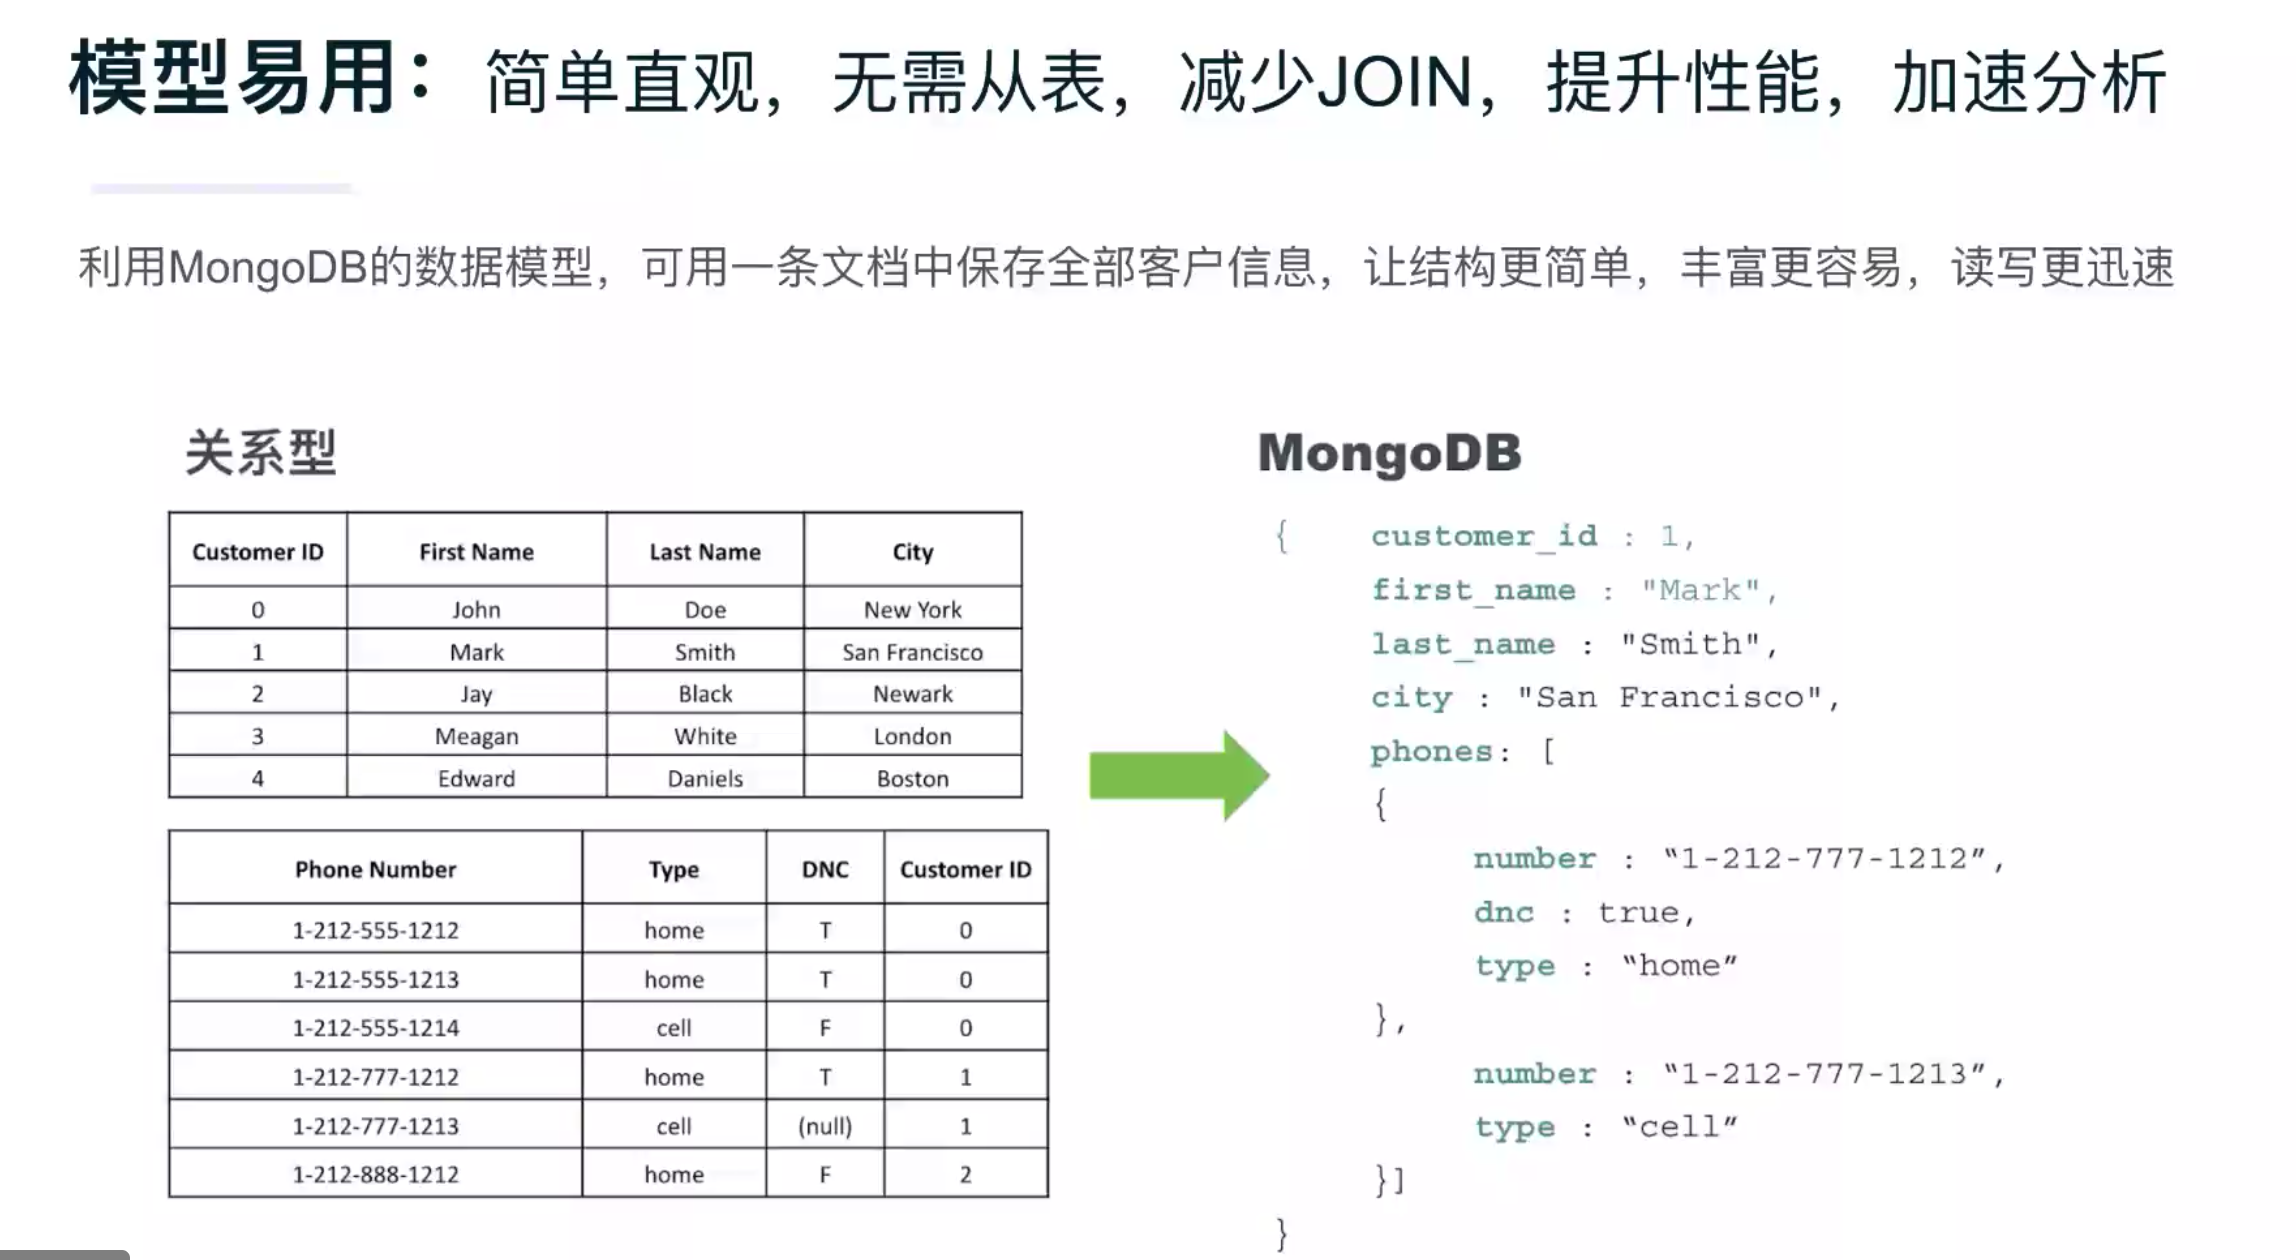 模型易用：简单直观，无需从表，减少JOIN，提升性能，加速分析
利用MongoDB的数据模型，可用一条文档中保存全部客户信息，让结构更简单，丰富更容易，读写更迅速
关系型
Customer ID First Name Last Name City
0 John Doe New York
1 Mark Smith San Francisco
2 Jay Black Newark
3 Meagan White London
4 Edward Daniels Boston
Phone Number Type DNC Customer ID
1-212-555-1212 home T 0
1-212-555-1213 home T 0
1-212-555-1214 cell F 0
1-212-777-1212 home T 1
1-212-777-1213 cell (null) 1
1-212-888-1212 home F 2
MongoDB
{ customer_id : 1,
first_name : "Mark",
last_name : "Smith",
city : "San Francisco",
phones: [
{
number : “1-212-777-1212”,
dnc : true,
type : “home”
},
number : “1-212-777-1213”,
type : “cell”
}]
}